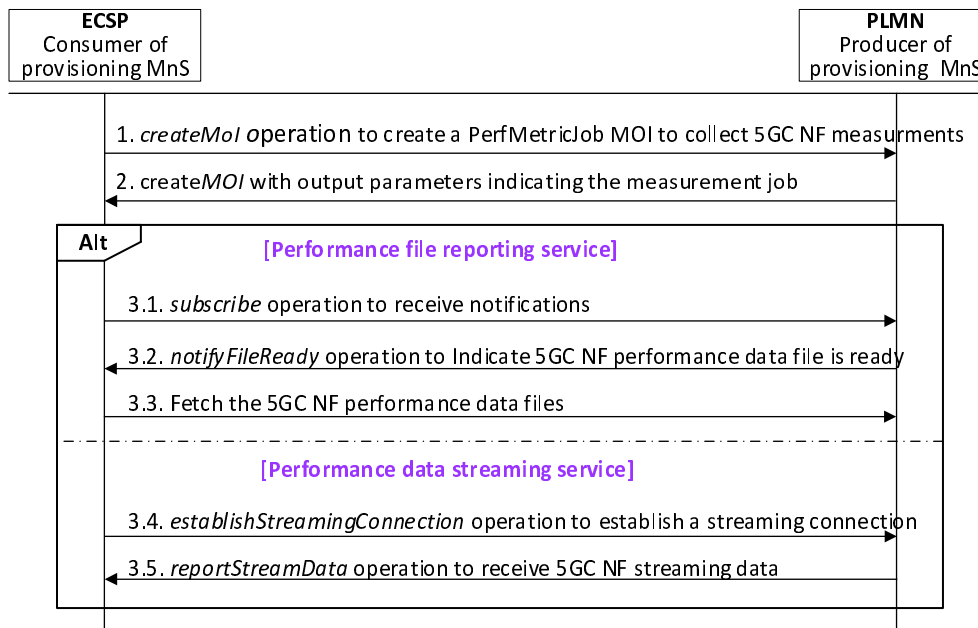 ECSP
Consumer of
provisioning MnS
PLMN
Producer of
provisioning MnS
1. createMoI operation to create a PerfMetricJob MOI to collect 5GC NF measurments
2. createMOI with output parameters indicating the measurement job
Alt
[Performance file reporting service]
3.1. subscribe operation to receive notifications
3.2. notifyFileReady operation to Indicate 5GC NF performance data file is ready
3.3. Fetch the 5GC NF performance data files
[Performance data streaming service]
3.4. establishStreamingConnection operation to establish a streaming connection
3.5. reportStreamData operation to receive 5GC NF streaming data